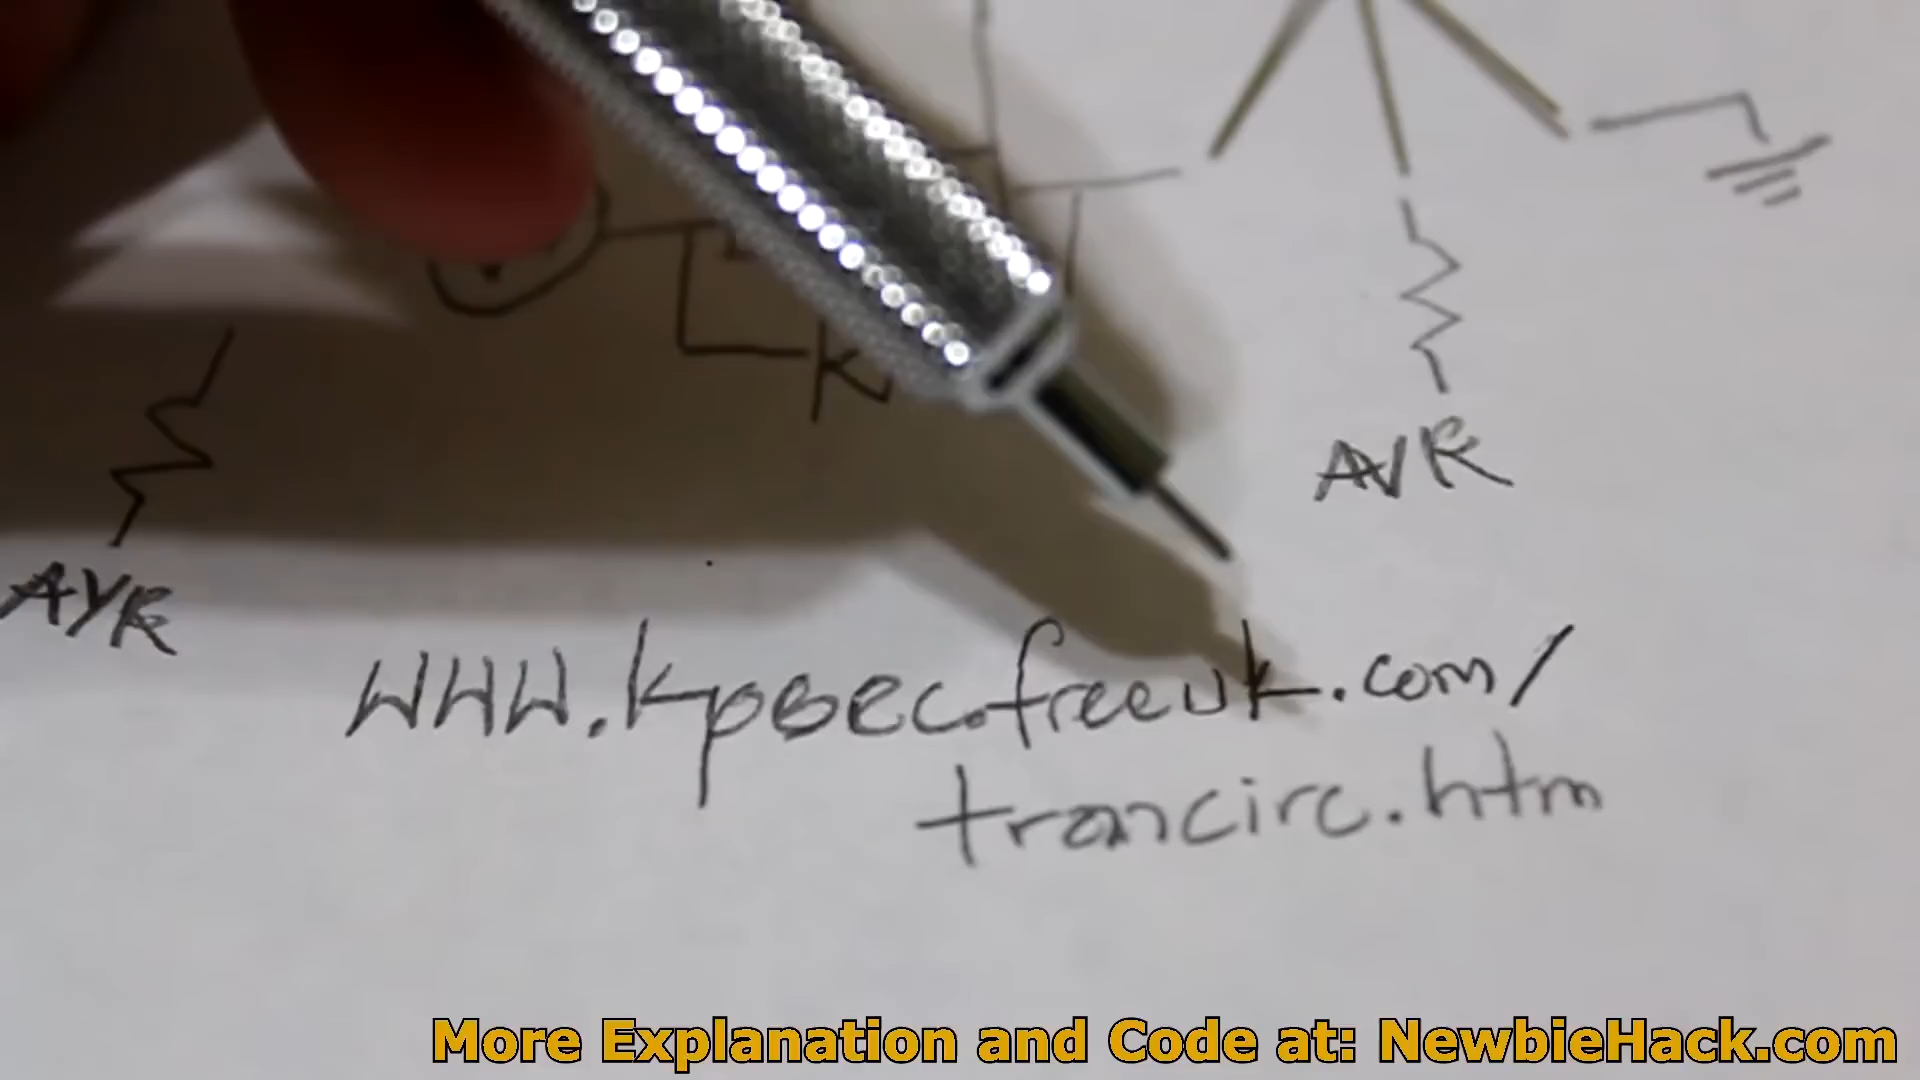 AVR
AVR
www.kpsec.freeuk.com/
trancirc.htm
More Explanation and Code at: NewbieHack.com